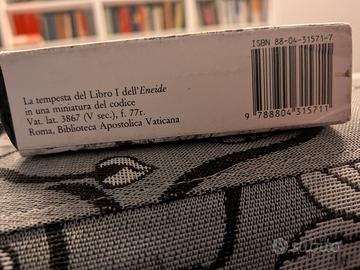 La tempesta del Libro I dell'Eneide
in una miniatura del codice
Vat. lat. 3867 (V sec.), f. 77r.
Roma, Biblioteca Apostolica Vaticana
ISBN 88-04-31571-7
9 788804 315711
subito